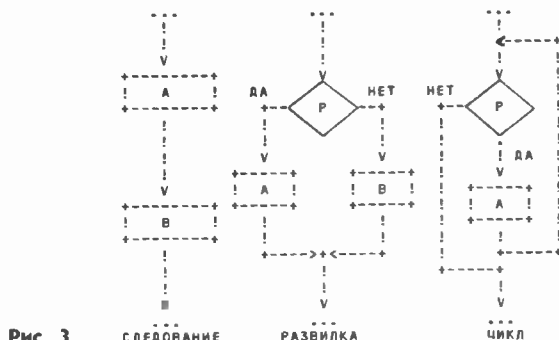 ДА НЕТ НЕТ
A P P
ДА
A B A
B
Рис. 3 СЛЕДОВАНИЕ РАЗВИЛКА ЦИКЛ